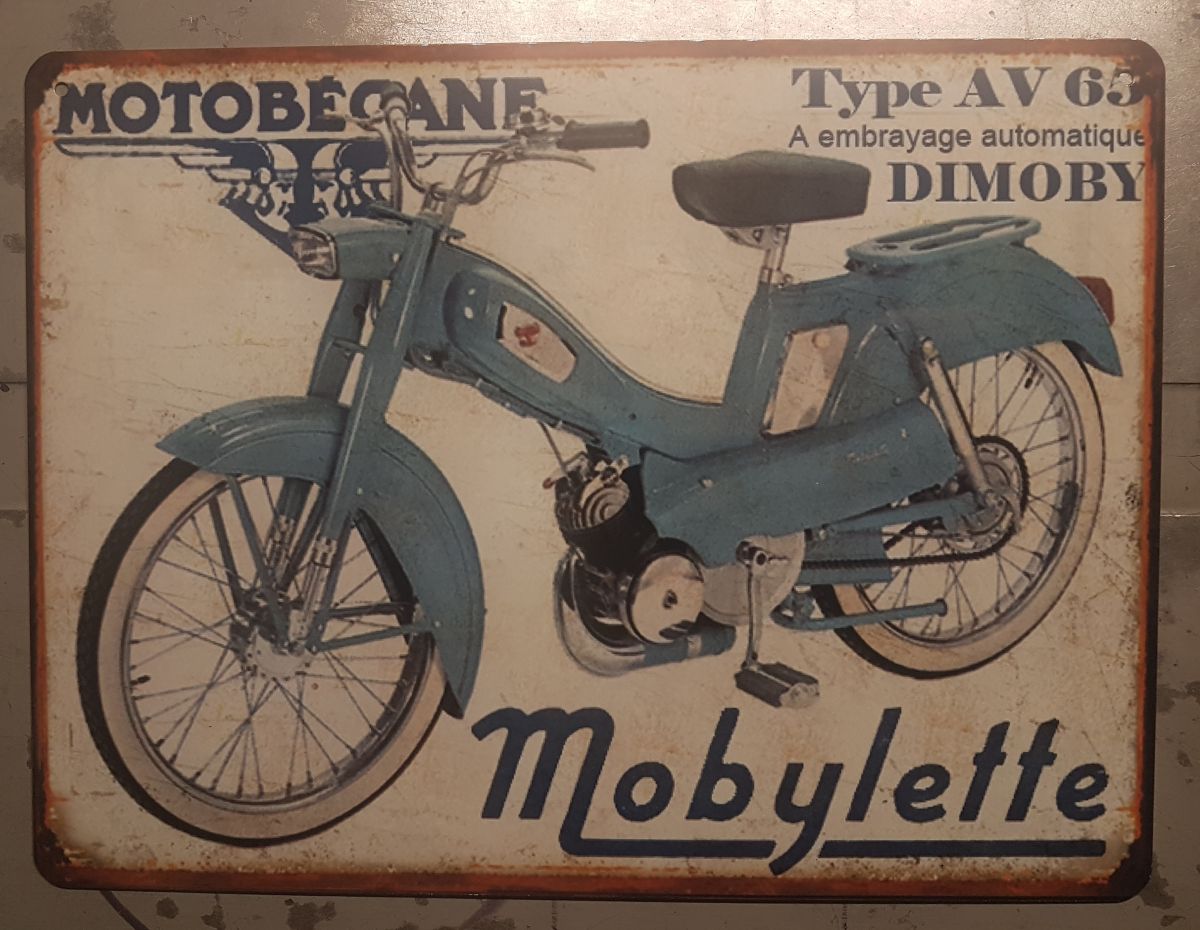 MOTOBÉCANE
Type AV 65
A embrayage automatique
DIMOBY
Mobylette